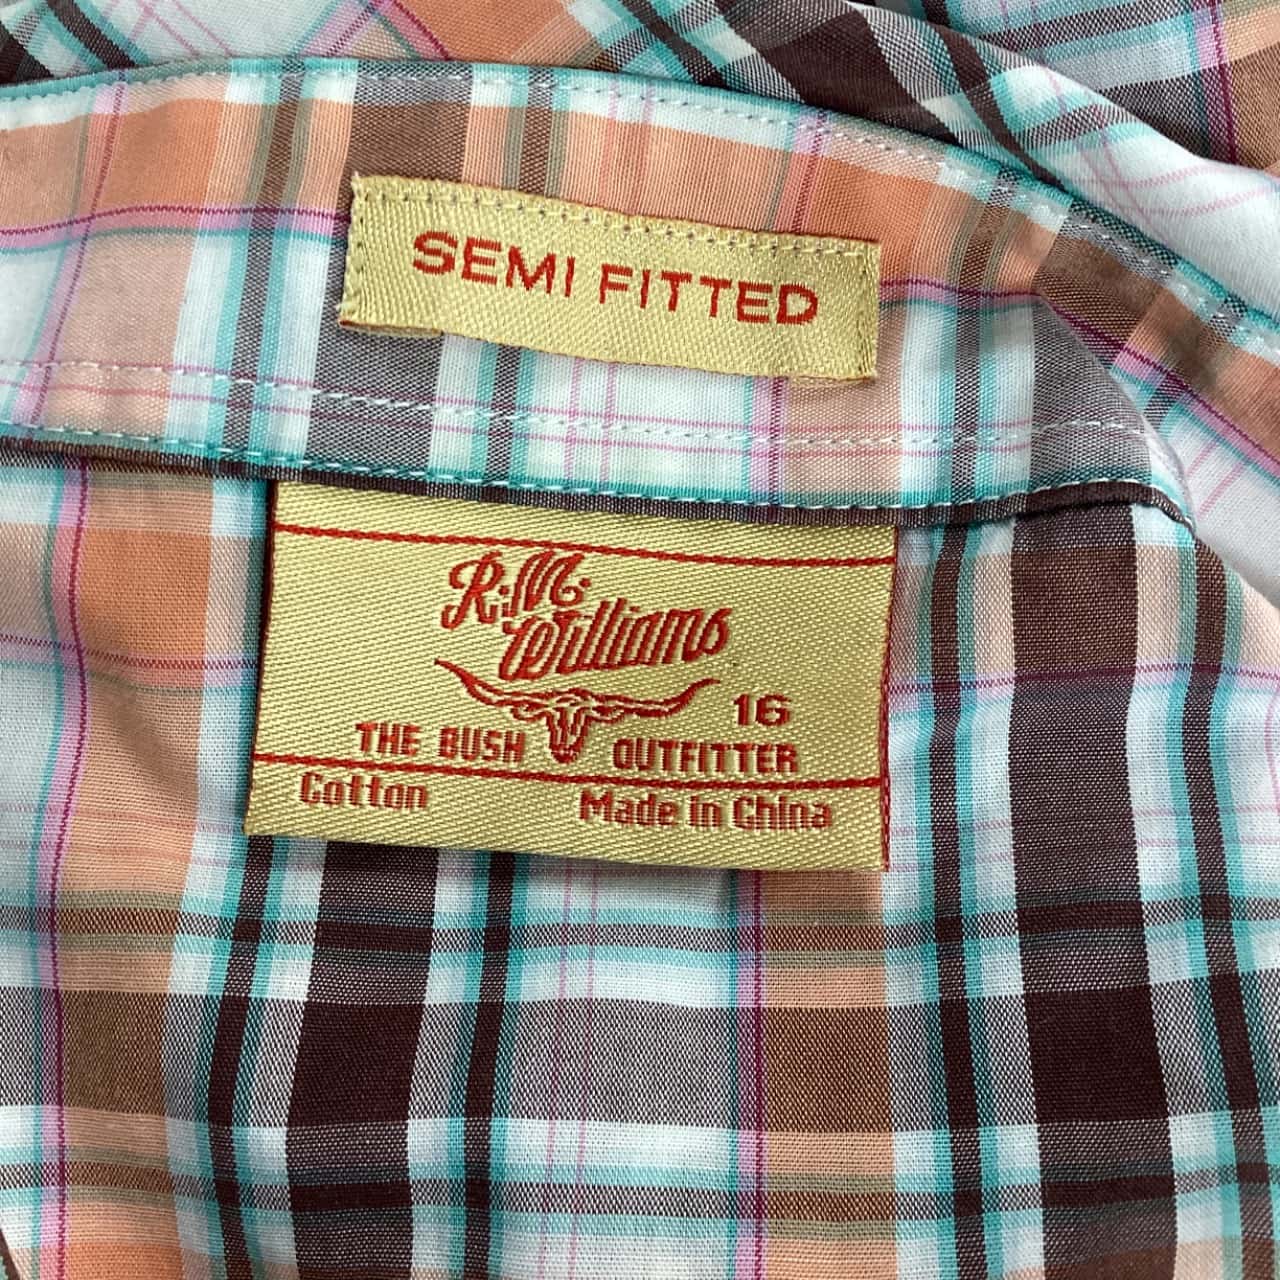 SEMI FITTED
R.M.
Williams
16
THE BUSH OUTFITTER
Cotton Made in China